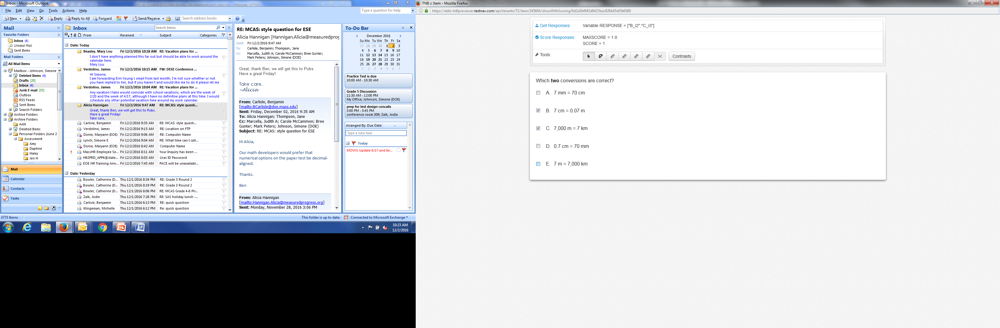 Inbox - Microsoft Outlook
File Edit View Go Tools Actions Help
Type a question for help
New Reply Reply to All Forward Send/Receive Search address books
Mail
Favorite Folders
Inbox (4)
Unread Mail
Sent Items
Mail Folders
All Mail Items
Mailbox - Johnson, Simone
Deleted Items (4)
Drafts [20]
Inbox (4)
Junk E-mail [35]
Outbox
RSS Feeds
Sent Items
Search Folders
Archive Folders
Archive Folders
AAN
Deleted Items
Personal Folders (June 2
Assessment
Amy
Daphne
Haley
Jen H
Mail
Calendar
Contacts
Tasks
Inbox
Search Inbox
From Received Subject Categories
Date: Today
Beasley, Mary Lou Fri 12/2/2016 10:18 AM RE: Vacation plans for ...
I don't have anything planned this far out but should be able to work around the
calendar here.
Mary Lou
Verdolino, James Fri 12/2/2016 10:15 AM FW: DESE Conference ...
Hi Simone,
I am forwarding Erin Young's email from last month. I'm not sure whether or not
you have replied to her, but if you haven't and would like me to do it please let me
Verdolino, James Fri 12/2/2016 10:04 AM RE: Vacation plans for ...
Any vacation I take would coincide with school vacations, which are the week of
2/20 and the week of 4/17, although I have no definitive plans at this time. I would
schedule any other potential vacation time around my work calendar.
Alicia Hannigan Fri 12/2/2016 9:47 AM RE: MCAS: style questi...
Great, thank Ben, we will get this to Pubs.
Have a great Friday!
Take care,
Carlisle, Benjamin Fri 12/2/2016 9:35 AM RE: MCAS: style questi...
Verdolino, James Fri 12/2/2016 9:15 AM RE: Location on FTP
Donie, Maryann (EOE) Fri 12/2/2016 9:06 AM RE: Computer Name
Lynch, Simone E Fri 12/2/2016 9:04 AM RE: What time can I call...
Donie, Maryann (EOE) Fri 12/2/2016 8:42 AM Computer Name
MassHR Employee Se... Fri 12/2/2016 8:11 AM Your Inquiry has been ...
H92PRD_APP4@state... Fri 12/2/2016 8:03 AM User ID Password
EOE HR Training Ann... Fri 12/2/2016 7:45 AM PACE will be unavailabl...
Date: Yesterday
Bowler, Catherine (D... Thu 12/1/2016 8:34 PM RE: Grade 3 Round 2
Bowler, Catherine (D... Thu 12/1/2016 8:19 PM RE: Grade 3 Round 2
Bowler, Catherine (D... Thu 12/1/2016 8:06 PM RE: MCAS Grade 4-8 Pri...
Zalk, Jodie Thu 12/1/2016 7:28 PM RE: SAS holiday lunch -...
Carlisle, Benjamin Thu 12/1/2016 6:13 PM RE: quick question
Klingeman, Michelle Thu 12/1/2016 6:12 PM Re: quick question
RE: MCAS: style question for ESE
Alicia Hannigan [Hannigan.Alicia@measuredprog
Sent: Fri 12/2/2016 9:47 AM
To: Carlisle, Benjamin; Thompson, Jane
Cc: Marcella, Judith A; Carole McCammon; Bree Gunter;
Mark Peters; Johnson, Simone (DOE)
Great, thank Ben, we will get this to Pubs.
Have a great Friday!
Take care,
~Alicia
From: Carlisle, Benjamin
[mailto:BCarlisle@doe.mass.edu]
Sent: Friday, December 02, 2016 9:35 AM
To: Alicia Hannigan; Thompson, Jane
Cc: Marcella, Judith A; Carole McCammon; Bree
Gunter; Mark Peters; Johnson, Simone (DOE)
Subject: RE: MCAS: style question for ESE
Hi Alicia,
Our math developers would prefer that
numerical options on the paper test be decimal-
aligned.
Thanks.
Ben
From: Alicia Hannigan
[mailto:Hannigan.Alicia@measuredprogress.org]
Sent: Monday, November 28, 2016 3:06 PM
To-Do Bar
December 2016
Su Mo Tu We Th Fr Sa
27 28 29 30 1 2 3
4 5 6 7 8 9 10
11 12 13 14 15 16 17
18 19 20 21 22 23 24
25 26 27 28 29 30 31
1 2 3 4 5 6 7
Practice Test is due
10:00 AM - 10:30 AM
Grade 5 Discussion
11:30 AM - 12:00 PM
My Office; Johnson, Simone (DOE)
prep for test design concalls
3:00 PM - 3:45 PM
conference room 309; Zalk, Jodie
Arranged By: Due Date
Type a new task
Today
MOWG Update 6/17 and Im...
3775 Items
This folder is up to date. Connected to Microsoft Exchange
10:23 AM
12/2/2016
TN8 ::: Item - Mozilla Firefox
https://abbi-tn8previewer.testnav.com/api/tenants/72/item/245604/showWithScoring/9d2a5bf045d0423bac926b45ef3b6589
Get Responses: Variable RESPONSE = ["B_i2","C_i3"]
Score Responses: MAXSCORE = 1.0
SCORE = 1
Tools: Contrasts
Which two conversions are correct?
A. 7 mm = 70 cm
B. 7 cm = 0.07 m
C. 7,000 m = 7 km
D. 0.7 cm = 70 mm
E. 7 m = 7,000 km